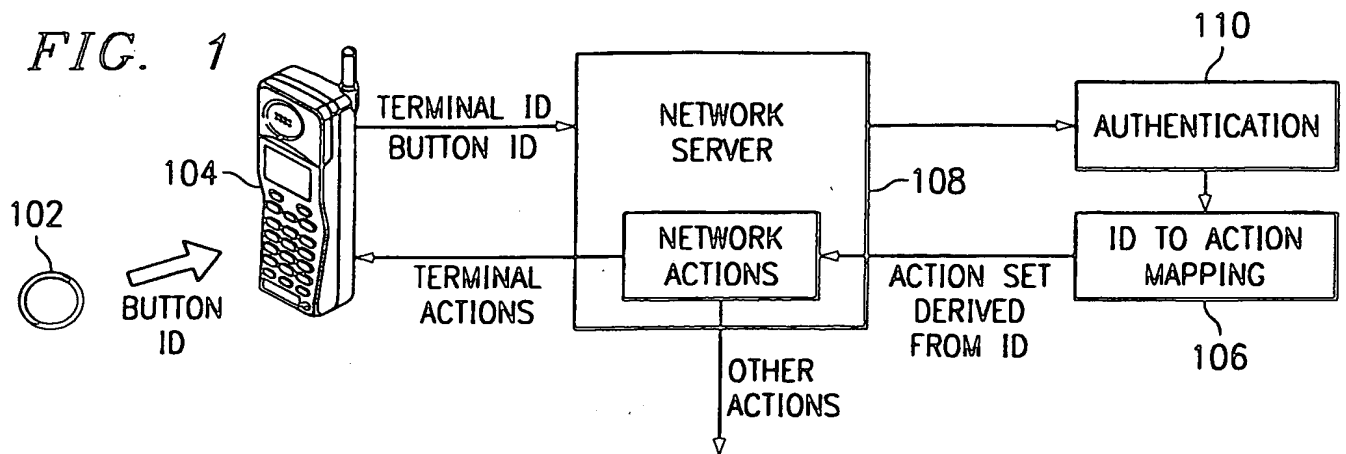 FIG. 1
110
TERMINAL ID
BUTTON ID
NETWORK
SERVER
AUTHENTICATION
104
108
102
BUTTON
ID
TERMINAL
ACTIONS
NETWORK
ACTIONS
ACTION SET
DERIVED
FROM ID
ID TO ACTION
MAPPING
106
OTHER
ACTIONS